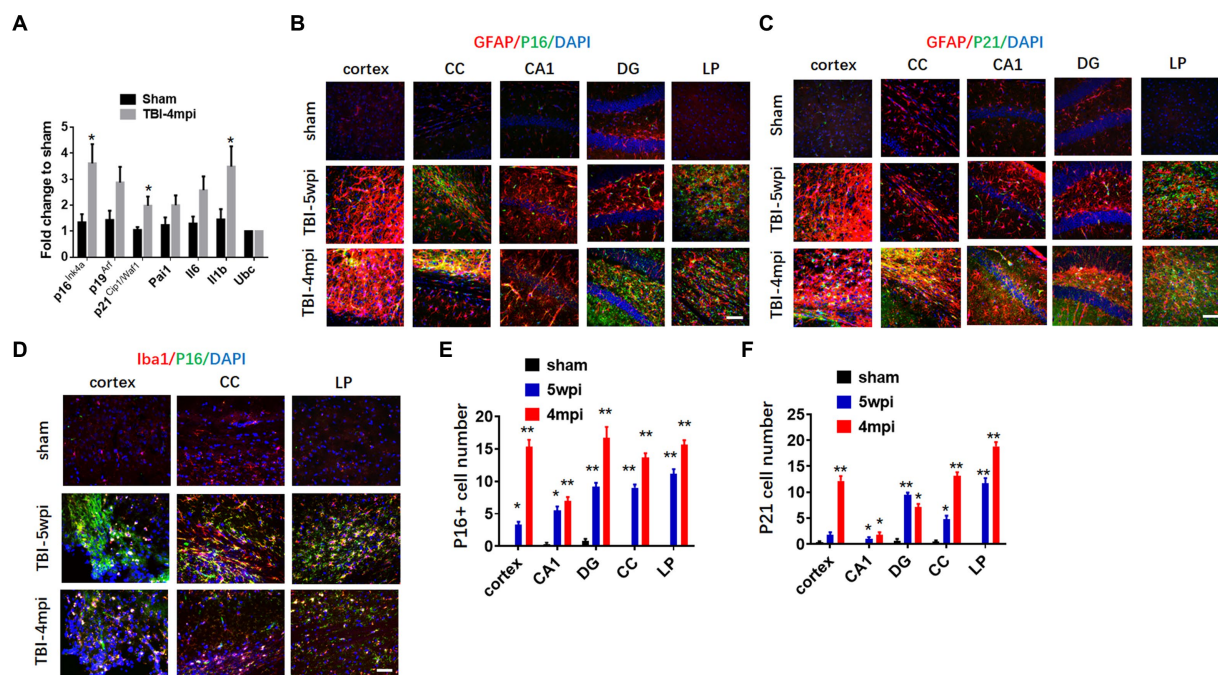 A
Sham
TBI-4mpi
Fold change to sham
5
4
3
2
1
0
* * *
p16Ink4a p19Arf p21Cip1/Waf1 Pai1 Il6 Il1b Ubc
B
GFAP/P16/DAPI
cortex CC CA1 DG LP
sham
TBI-5wpi
TBI-4mpi
C
GFAP/P21/DAPI
cortex CC CA1 DG LP
Sham
TBI-5wpi
TBI-4mpi
D
Iba1/P16/DAPI
cortex CC LP
sham
TBI-5wpi
TBI-4mpi
E
sham
5wpi
4mpi
P16+ cell number
20
15
10
5
0
* ** * ** ** ** ** ** ** **
cortex CA1 DG CC LP
F
sham
5wpi
4mpi
P21 cell number
25
20
15
10
5
0
** * * ** * * ** ** **
cortex CA1 DG CC LP